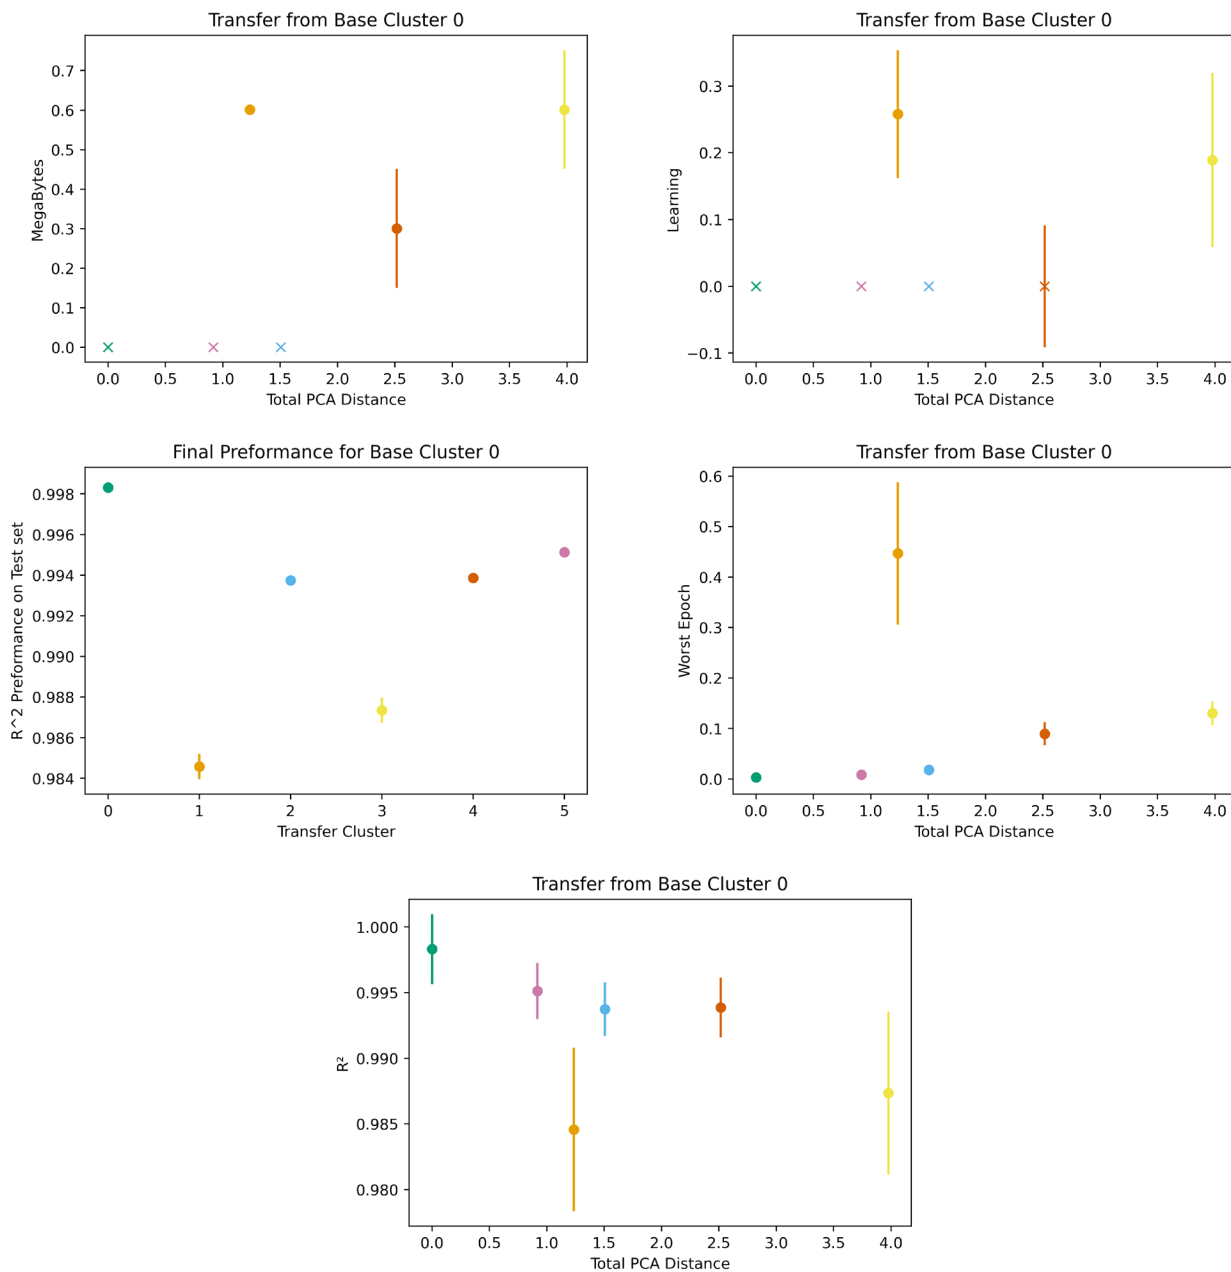 Transfer from Base Cluster 0
MegaBytes
0.7
0.6
0.5
0.4
0.3
0.2
0.1
0.0
0.0 0.5 1.0 1.5 2.0 2.5 3.0 3.5 4.0
Total PCA Distance
Transfer from Base Cluster 0
Learning
0.3
0.2
0.1
0.0
−0.1
0.0 0.5 1.0 1.5 2.0 2.5 3.0 3.5 4.0
Total PCA Distance
Final Preformance for Base Cluster 0
R^2 Preformance on Test set
0.998
0.996
0.994
0.992
0.990
0.988
0.986
0.984
0 1 2 3 4 5
Transfer Cluster
Transfer from Base Cluster 0
Worst Epoch
0.6
0.5
0.4
0.3
0.2
0.1
0.0
0.0 0.5 1.0 1.5 2.0 2.5 3.0 3.5 4.0
Total PCA Distance
Transfer from Base Cluster 0
R²
1.000
0.995
0.990
0.985
0.980
0.0 0.5 1.0 1.5 2.0 2.5 3.0 3.5 4.0
Total PCA Distance